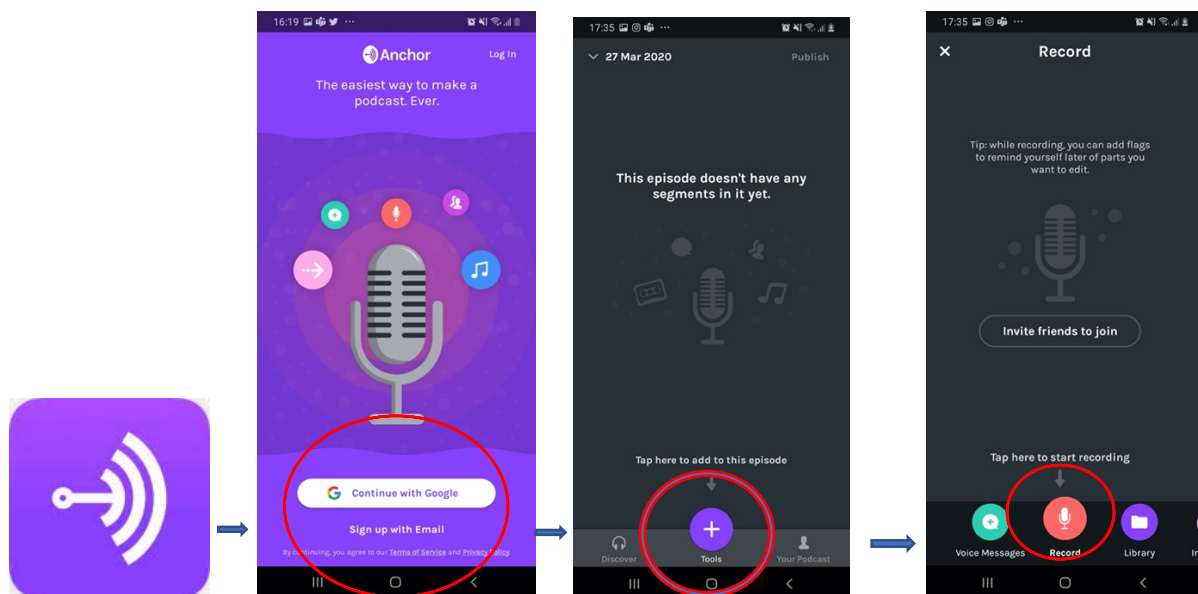 16:19
Anchor
Log In
The easiest way to make a
podcast. Ever.
Continue with Google
Sign up with Email
By continuing, you agree to our Terms of Service and Privacy Policy.
17:35
27 Mar 2020
Publish
This episode doesn't have any
segments in it yet.
Tap here to add to this episode
Discover
Tools
Your Podcast
17:35
Record
Tip: while recording, you can add flags
to remind yourself later of parts you
want to edit.
Invite friends to join
Tap here to start recording
Voice Messages
Record
Library